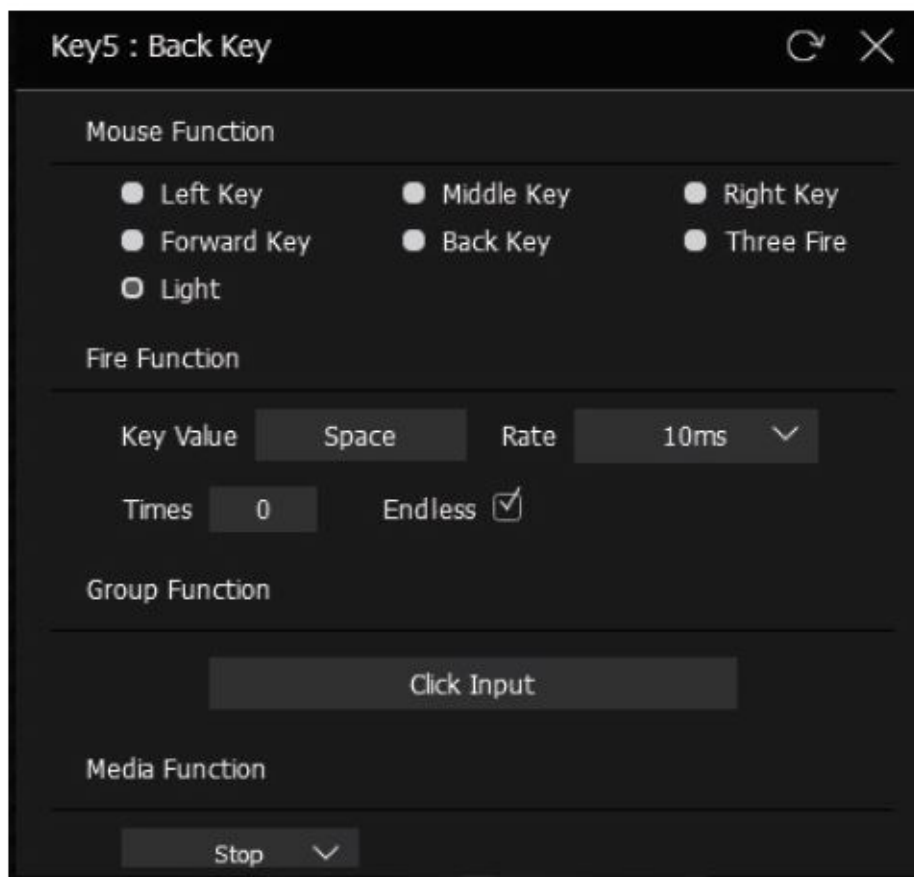 Key5 : Back Key
Mouse Function
Left Key Middle Key Right Key
Forward Key Back Key Three Fire
Light
Fire Function
Key Value Space Rate 10ms
Times 0 Endless
Group Function
Click Input
Media Function
Stop